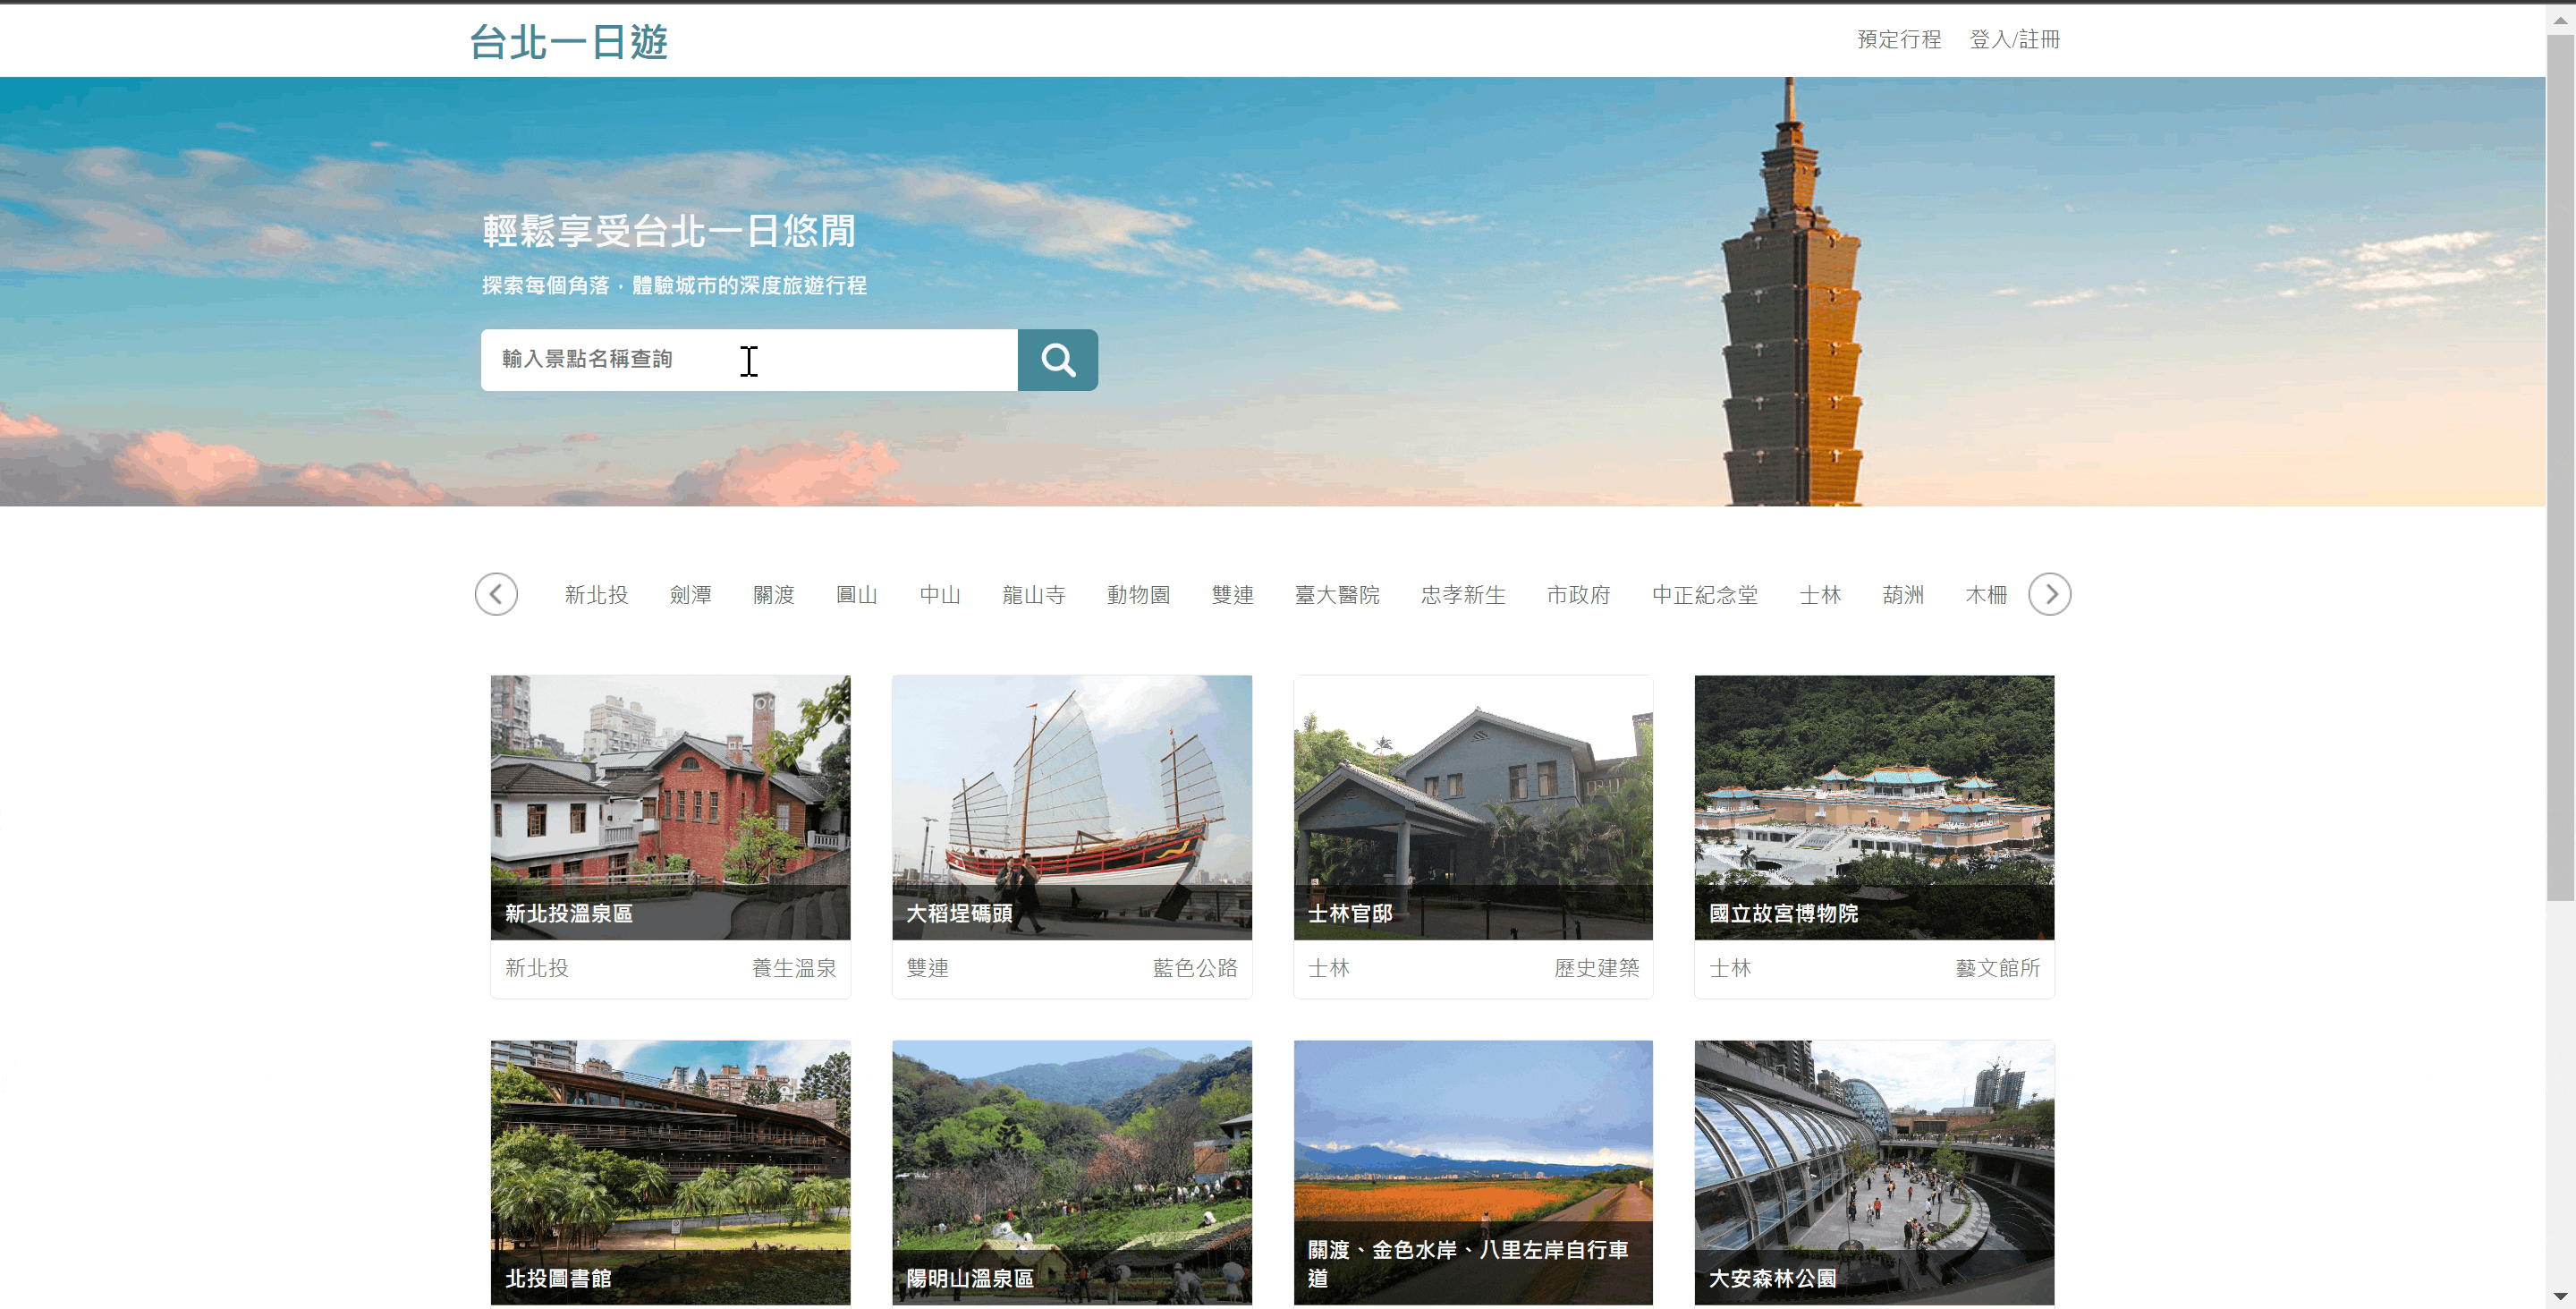 台北一日遊
預定行程 登入/註冊
輕鬆享受台北一日悠閒
探索每個角落，體驗城市的深度旅遊行程
輸入景點名稱查詢
新北投 劍潭 關渡 圓山 中山 龍山寺 動物園 雙連 臺大醫院 忠孝新生 市政府 中正紀念堂 士林 葫洲 木柵
新北投溫泉區
新北投 養生溫泉
大稻埕碼頭
雙連 藍色公路
士林官邸
士林 歷史建築
國立故宮博物院
士林 藝文館所
北投圖書館
陽明山溫泉區
關渡、金色水岸、八里左岸自行車
道
大安森林公園